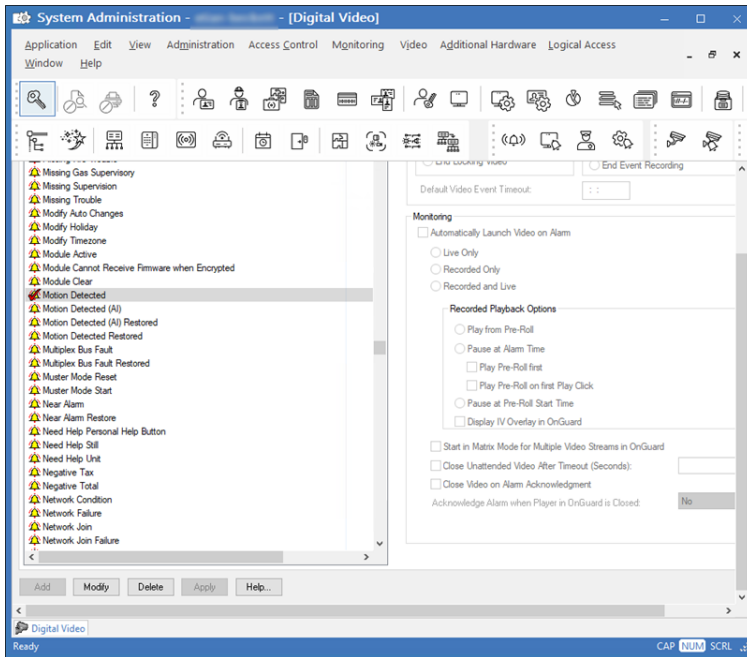 System Administration - - [Digital Video]
Application Edit View Administration Access Control Monitoring Video Additional Hardware Logical Access
Window Help
Missing Gas Supervisory
Missing Supervision
Missing Trouble
Modify Auto Changes
Modify Holiday
Modify Timezone
Module Active
Module Cannot Receive Firmware when Encrypted
Module Clear
Motion Detected
Motion Detected (AI)
Motion Detected (AI) Restored
Motion Detected Restored
Multiplex Bus Fault
Multiplex Bus Fault Restored
Muster Mode Reset
Muster Mode Start
Near Alarm
Near Alarm Restore
Need Help Personal Help Button
Need Help Still
Need Help Unit
Negative Tax
Negative Total
Network Condition
Network Failure
Network Join
Network Join Failure
End Locking Video
End Event Recording
Default Video Event Timeout: : :
Monitoring
Automatically Launch Video on Alarm
Live Only
Recorded Only
Recorded and Live
Recorded Playback Options
Play from Pre-Roll
Pause at Alarm Time
Play Pre-Roll first
Play Pre-Roll on first Play Click
Pause at Pre-Roll Start Time
Display IV Overlay in OnGuard
Start in Matrix Mode for Multiple Video Streams in OnGuard
Close Unattended Video After Timeout (Seconds):
Close Video on Alarm Acknowledgment
Acknowledge Alarm when Player in OnGuard is Closed: No
Add Modify Delete Apply Help...
Digital Video
Ready CAP NUM SCRL